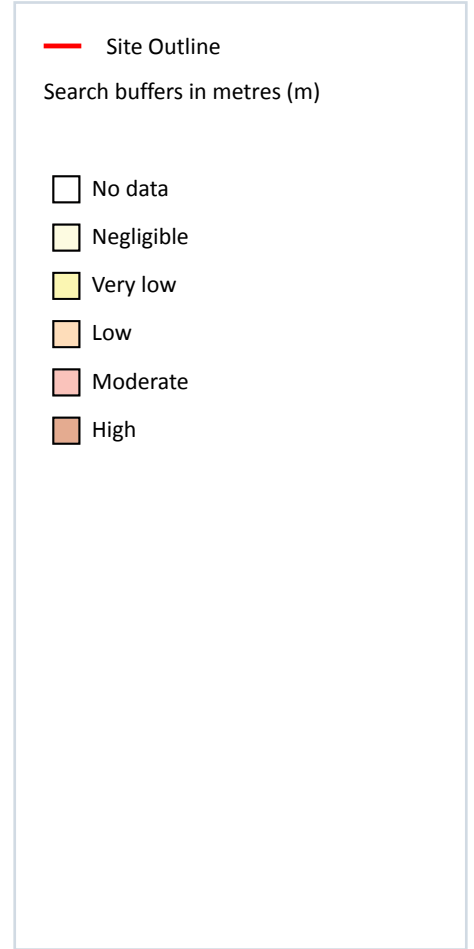 Site Outline
Search buffers in metres (m)
No data
Negligible
Very low
Low
Moderate
High